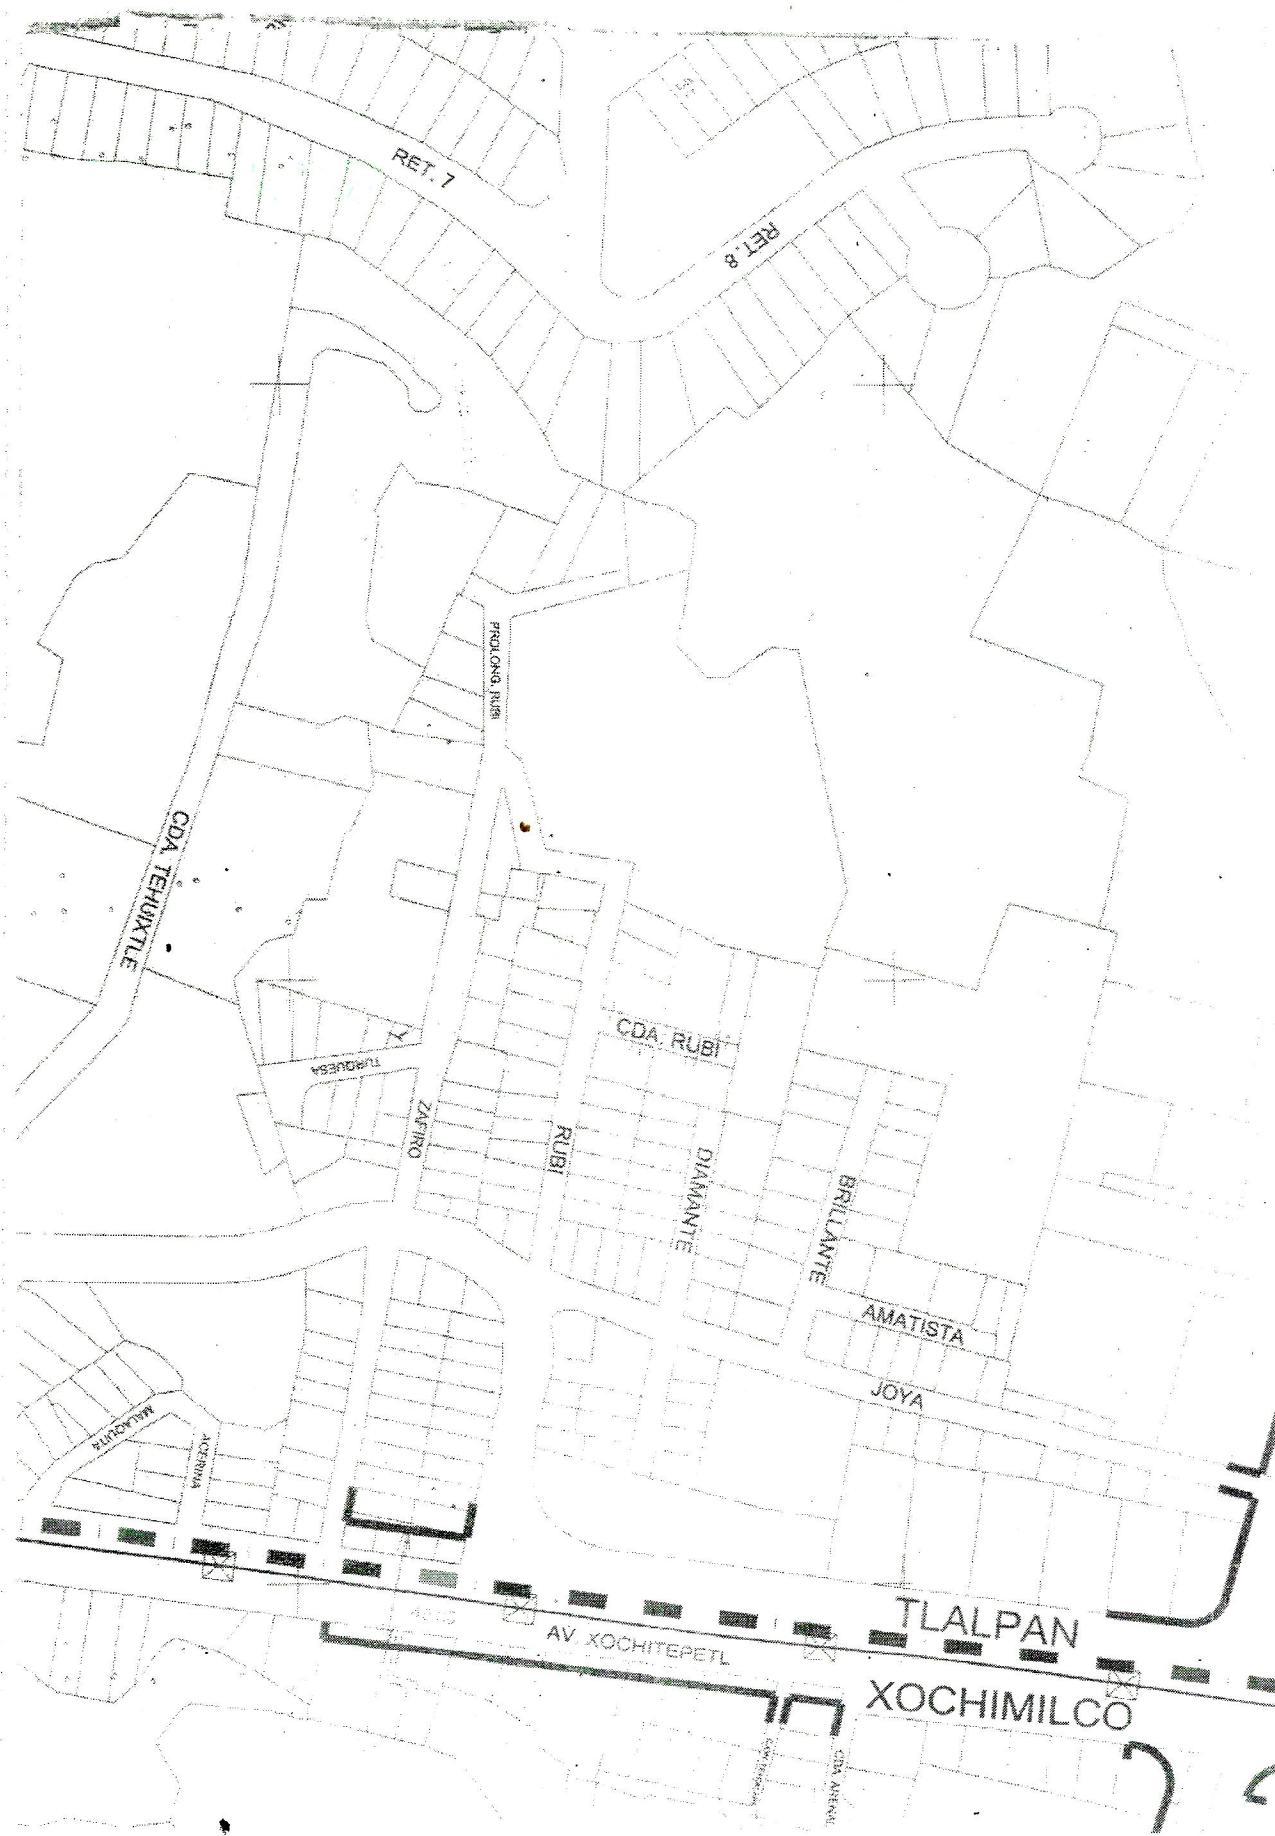 RET. 7
RET. 8
PROLONG. RUBI
CDA. TEHUIXTLE
CDA. RUBI
TURQUESA
ZAFIRO
RUBI
DIAMANTE
BRILLANTE
AMATISTA
JOYA
MALAQUITA
ACERINA
TLALPAN
AV. XOCHITEPETL
XOCHIMILCO
CDA. ARENAL